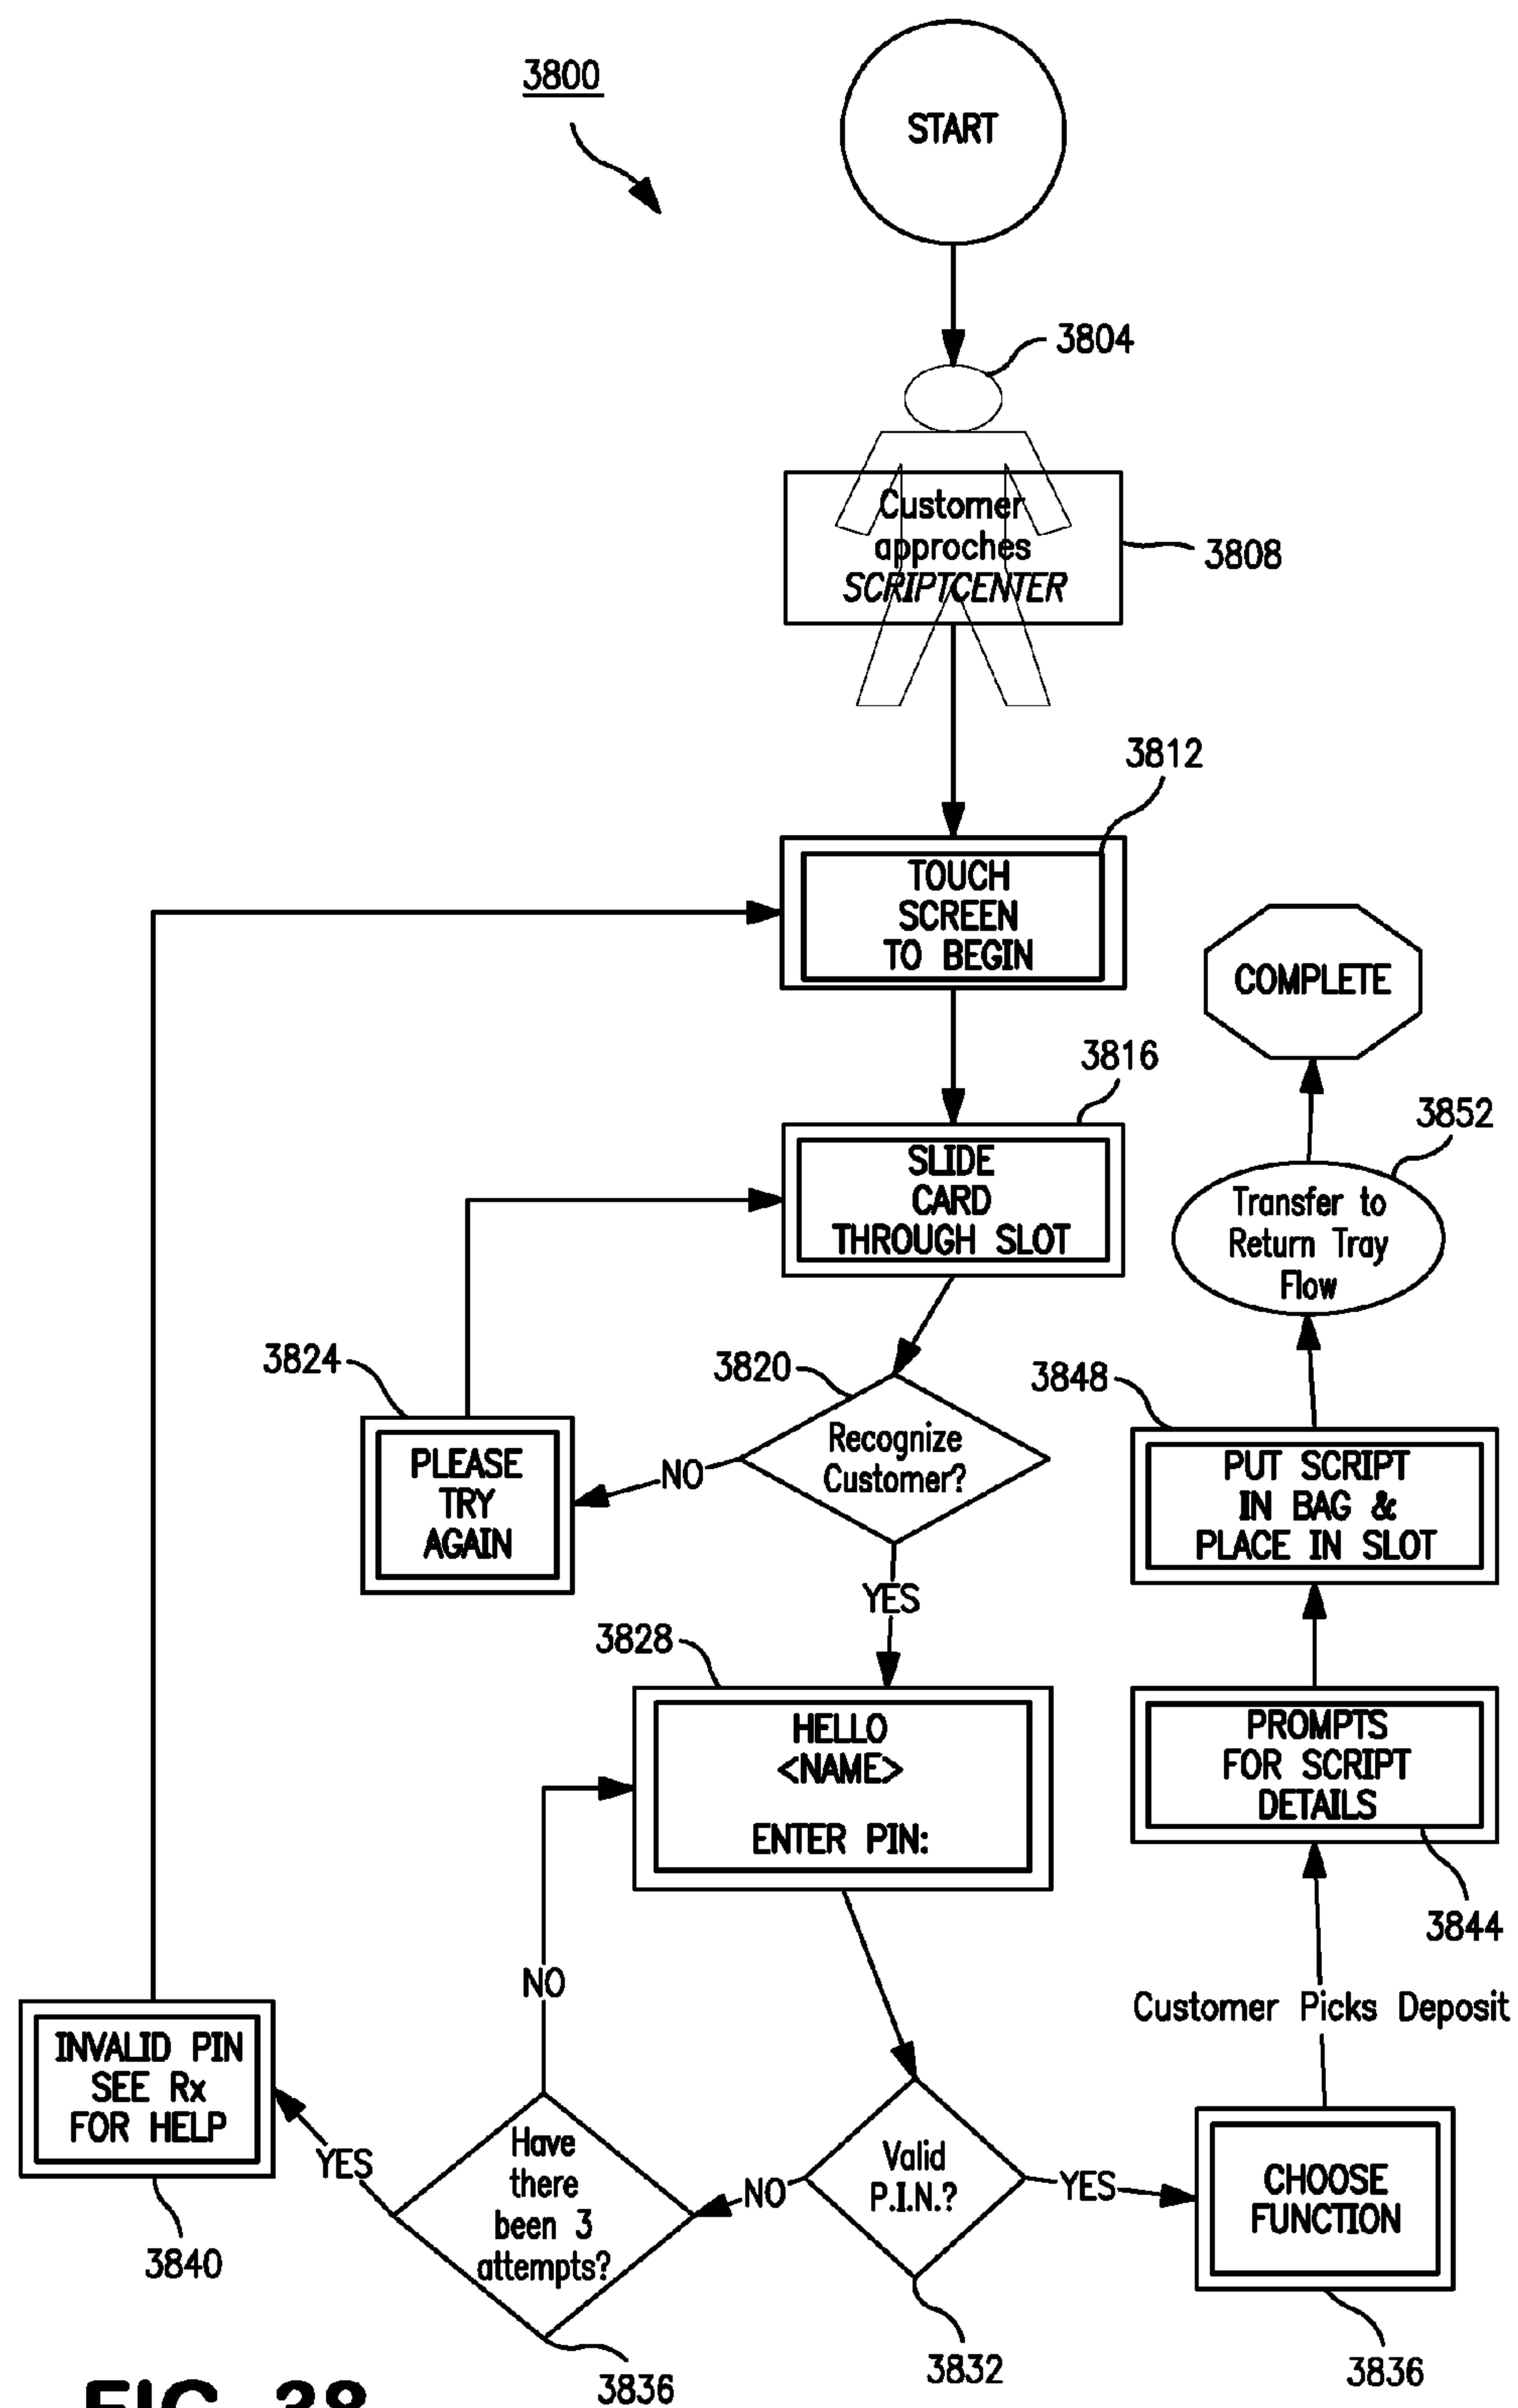 3800
START
3804
Customer
approches
SCRIPTCENTER
3808
3812
TOUCH
SCREEN
TO BEGIN
COMPLETE
3816
SLIDE
CARD
THROUGH SLOT
3852
Transfer to
Return Tray
Flow
3824
3820
3848
PLEASE
TRY
AGAIN
NO
Recognize
Customer?
PUT SCRIPT
IN BAG &
PLACE IN SLOT
YES
3828
HELLO
<NAME>
ENTER PIN:
PROMPTS
FOR SCRIPT
DETAILS
3844
NO
Customer Picks Deposit
INVALID PIN
SEE Rx
FOR HELP
YES
Have
there
been 3
attempts?
NO
Valid
P.I.N.?
YES
CHOOSE
FUNCTION
3840
3836
3832
3836
FIG. 38